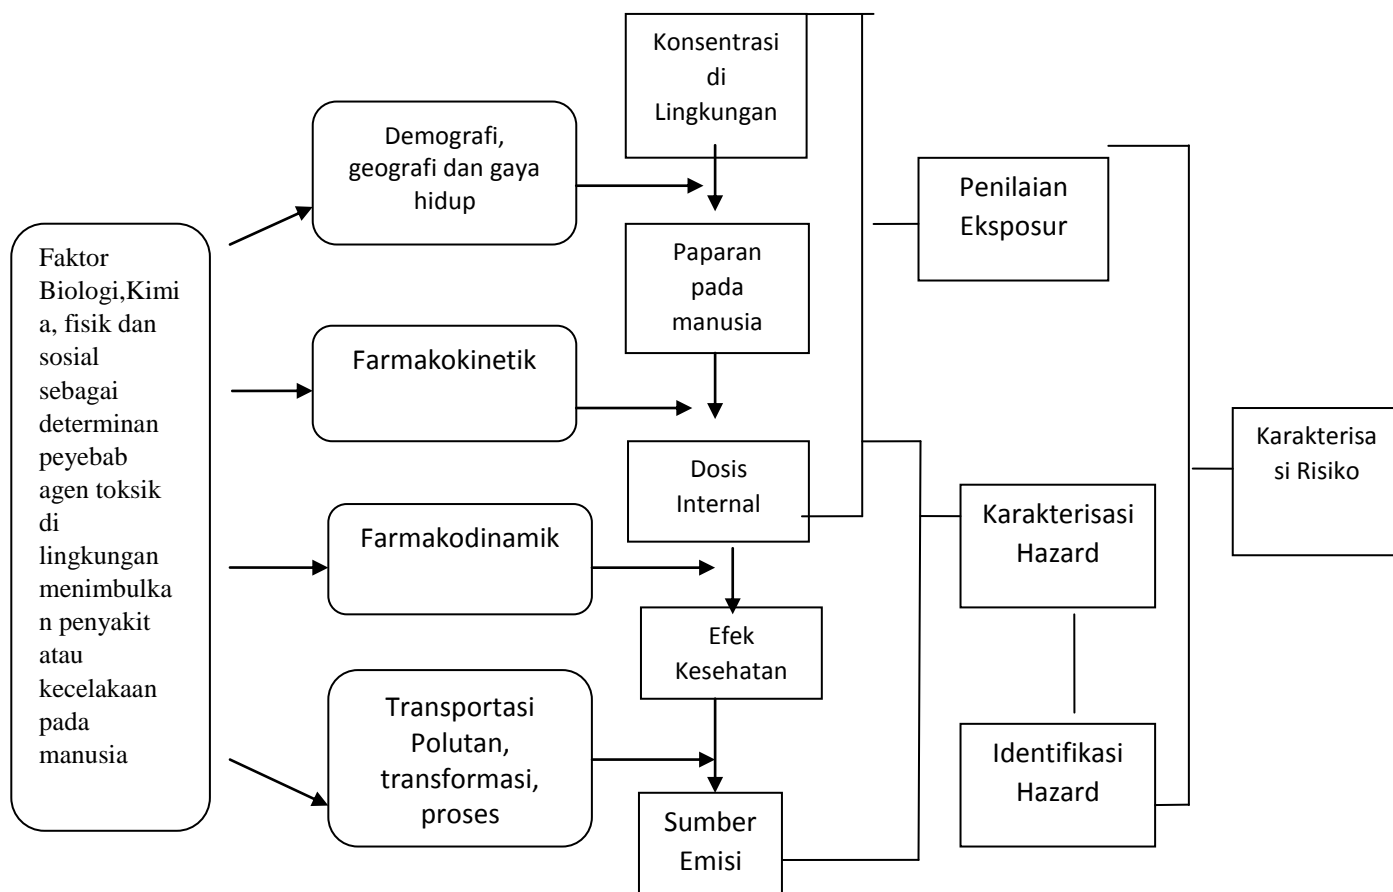 Faktor
Biologi,Kimi
a, fisik dan
sosial
sebagai
determinan
peyebab
agen toksik
di
lingkungan
menimbulka
n penyakit
atau
kecelakaan
pada
manusia
Demografi,
geografi dan gaya
hidup
Farmakokinetik
Farmakodinamik
Transportasi
Polutan,
transformasi,
proses
Konsentrasi
di
Lingkungan
Paparan
pada
manusia
Dosis
Internal
Efek
Kesehatan
Sumber
Emisi
Penilaian
Eksposur
Karakterisasi
Hazard
Identifikasi
Hazard
Karakterisa
si Risiko